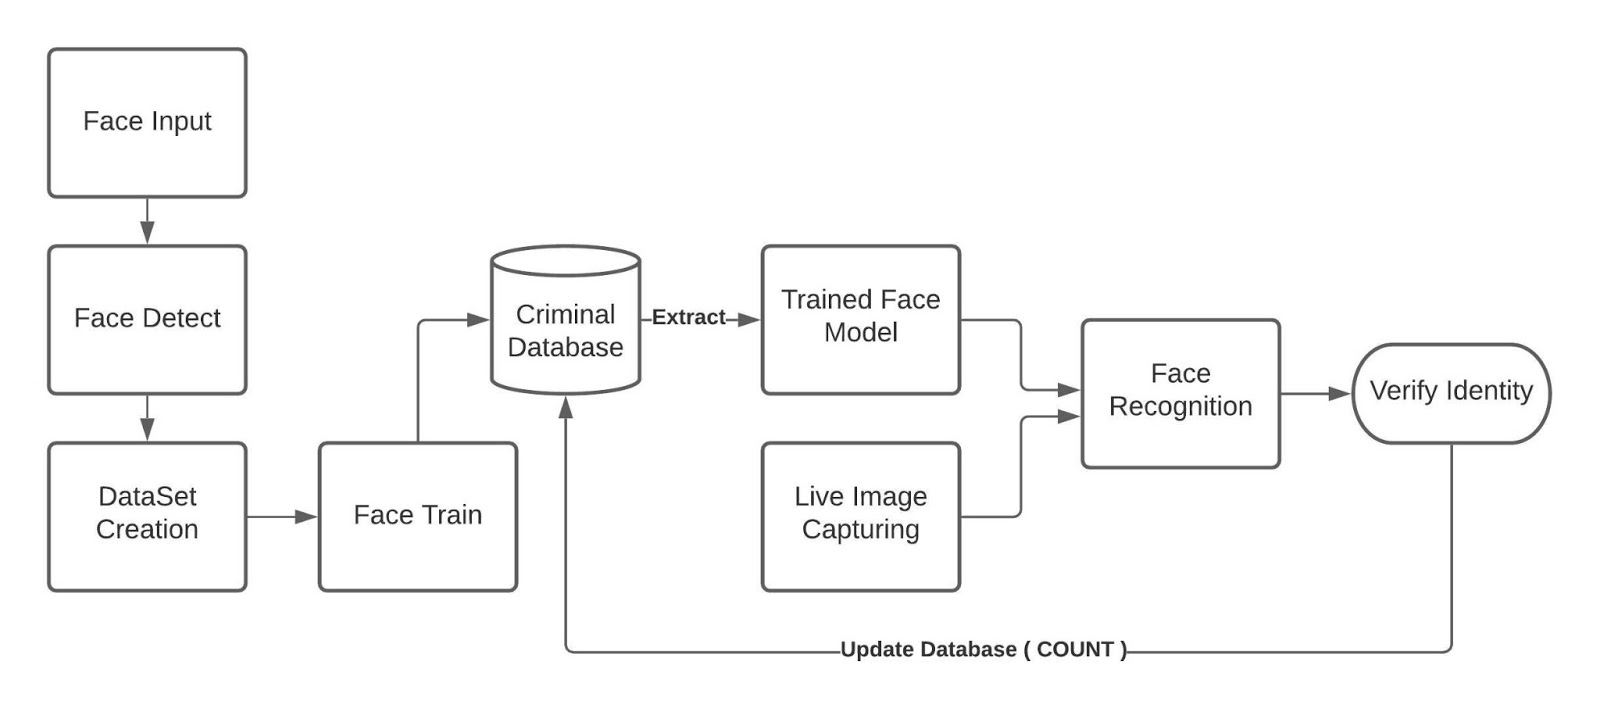 Face Input
Face Detect
DataSet
Creation
Face Train
Criminal
Database
Extract
Trained Face
Model
Live Image
Capturing
Face
Recognition
Verify Identity
Update Database ( COUNT )